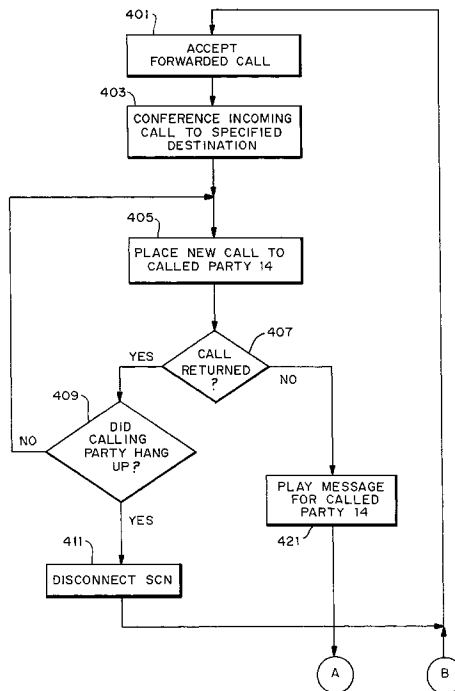 401
ACCEPT
FORWARDED CALL
403
CONFERENCE INCOMING
CALL TO SPECIFIED
DESTINATION
405
PLACE NEW CALL TO
CALLED PARTY 14
407
CALL
RETURNED
?
YES
NO
409
DID
CALLING
PARTY HANG
UP?
NO
YES
PLAY MESSAGE
FOR CALLED
PARTY 14
421
411
DISCONNECT SCN
A
B